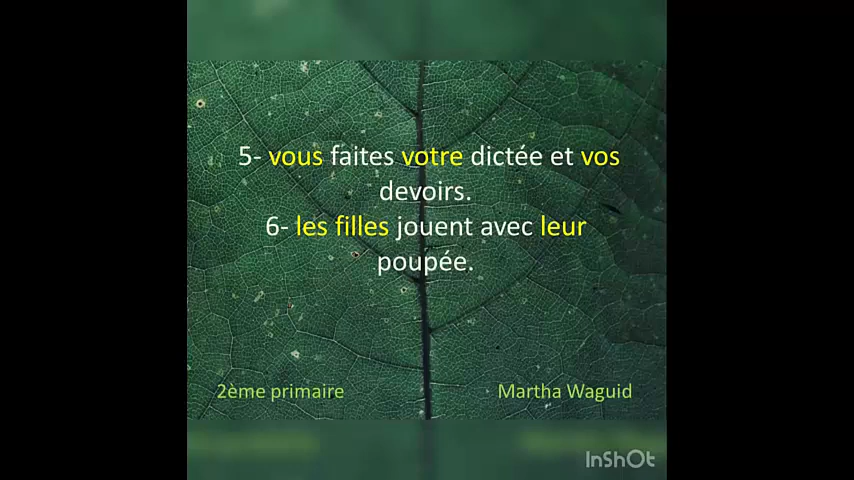 5- vous faites votre dictée et vos
devoirs.
6- les filles jouent avec leur
poupée.
2ème primaire
Martha Waguid
InShOt